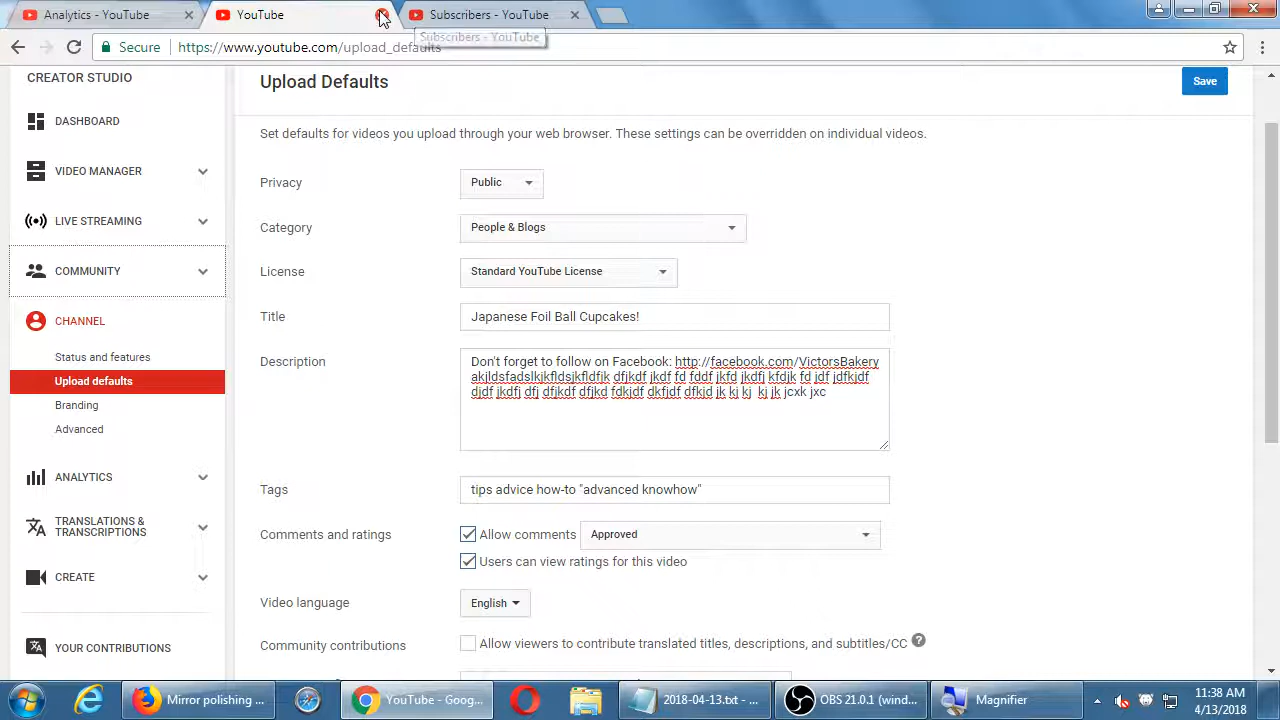 Analytics - YouTube
YouTube
Subscribers - YouTube
Subscribers - YouTube
Secure
https://www.youtube.com/upload_defaults
CREATOR STUDIO
DASHBOARD
VIDEO MANAGER
LIVE STREAMING
COMMUNITY
CHANNEL
Status and features
Upload defaults
Branding
Advanced
ANALYTICS
TRANSLATIONS &
TRANSCRIPTIONS
CREATE
YOUR CONTRIBUTIONS
Upload Defaults
Save
Set defaults for videos you upload through your web browser. These settings can be overridden on individual videos.
Privacy
Public
Category
People & Blogs
License
Standard YouTube License
Title
Japanese Foil Ball Cupcakes!
Description
Don't forget to follow on Facebook: http://facebook.com/VictorsBakery
akjldsfadslkjkfldsjkfldfjk dfjkdf jkdf fd fddf jkfd jkdfj kfdjk fd jdf jdfkjdf
djdf jkdfj dfj dfjkdf dfjkd fdkjdf dkfjdf dfkjd jk kj kj kj jk jcxk jxc
Tags
tips advice how-to "advanced knowhow"
Comments and ratings
Allow comments
Approved
Users can view ratings for this video
Video language
English
Community contributions
Allow viewers to contribute translated titles, descriptions, and subtitles/CC
?
Mirror polishing ...
YouTube - Goog...
2018-04-13.txt - ...
OBS 21.0.1 (wind...
Magnifier
11:38 AM
4/13/2018